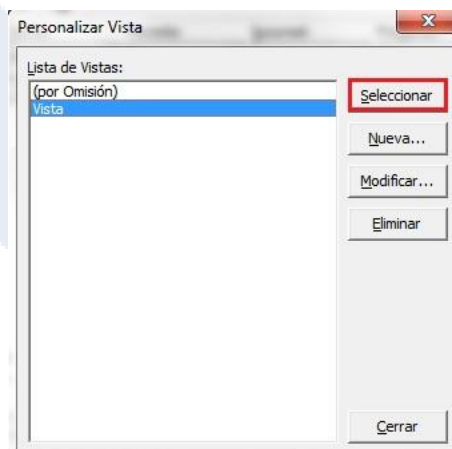 Personalizar Vista
Lista de Vistas:
(por Omisión)
Vista
Seleccionar
Nueva...
Modificar...
Eliminar
Cerrar